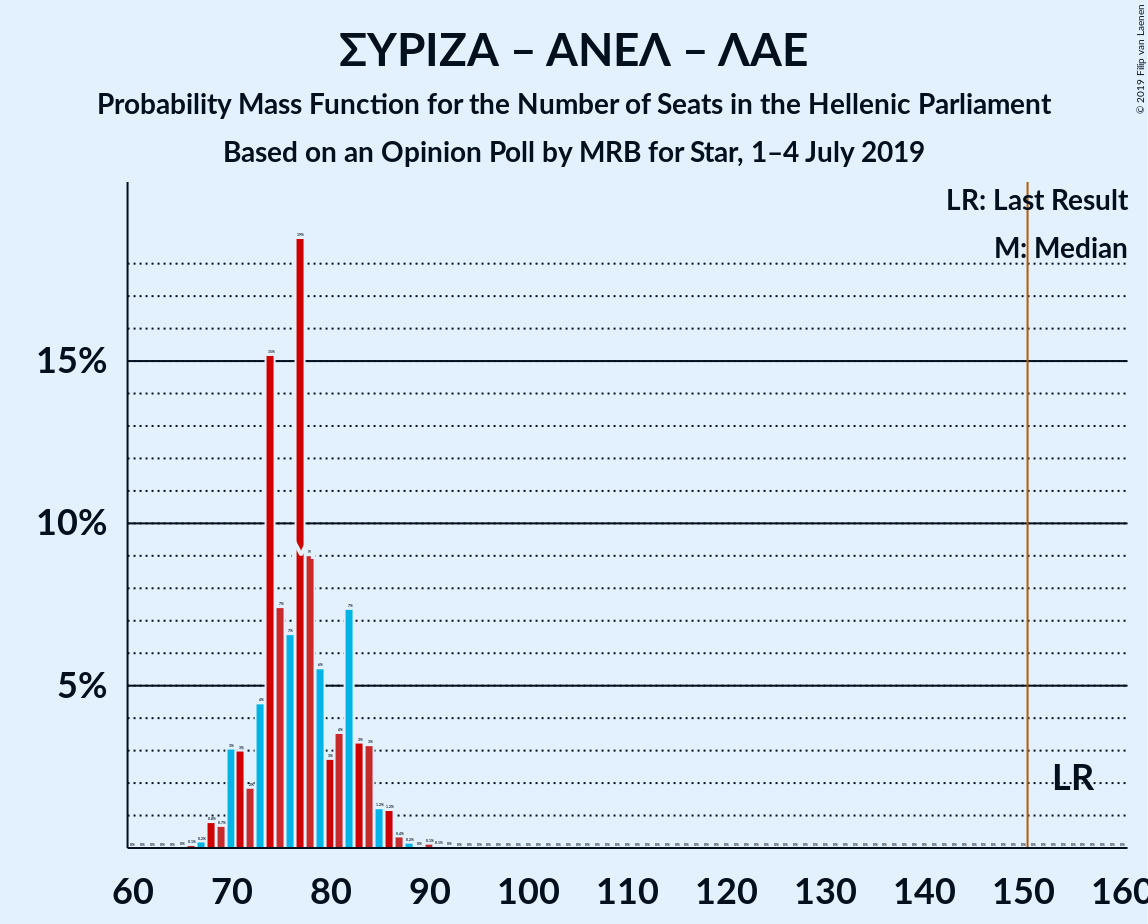 ΣΥΡΙΖΑ – ΑΝΕΛ – ΛΑΕ
Probability Mass Function for the Number of Seats in the Hellenic Parliament
Based on an Opinion Poll by MRB for Star, 1–4 July 2019
© 2019 Filip van Laenen
LR: Last Result
M: Median
15%
10%
5%
LR
60 70 80 90 100 110 120 130 140 150 160